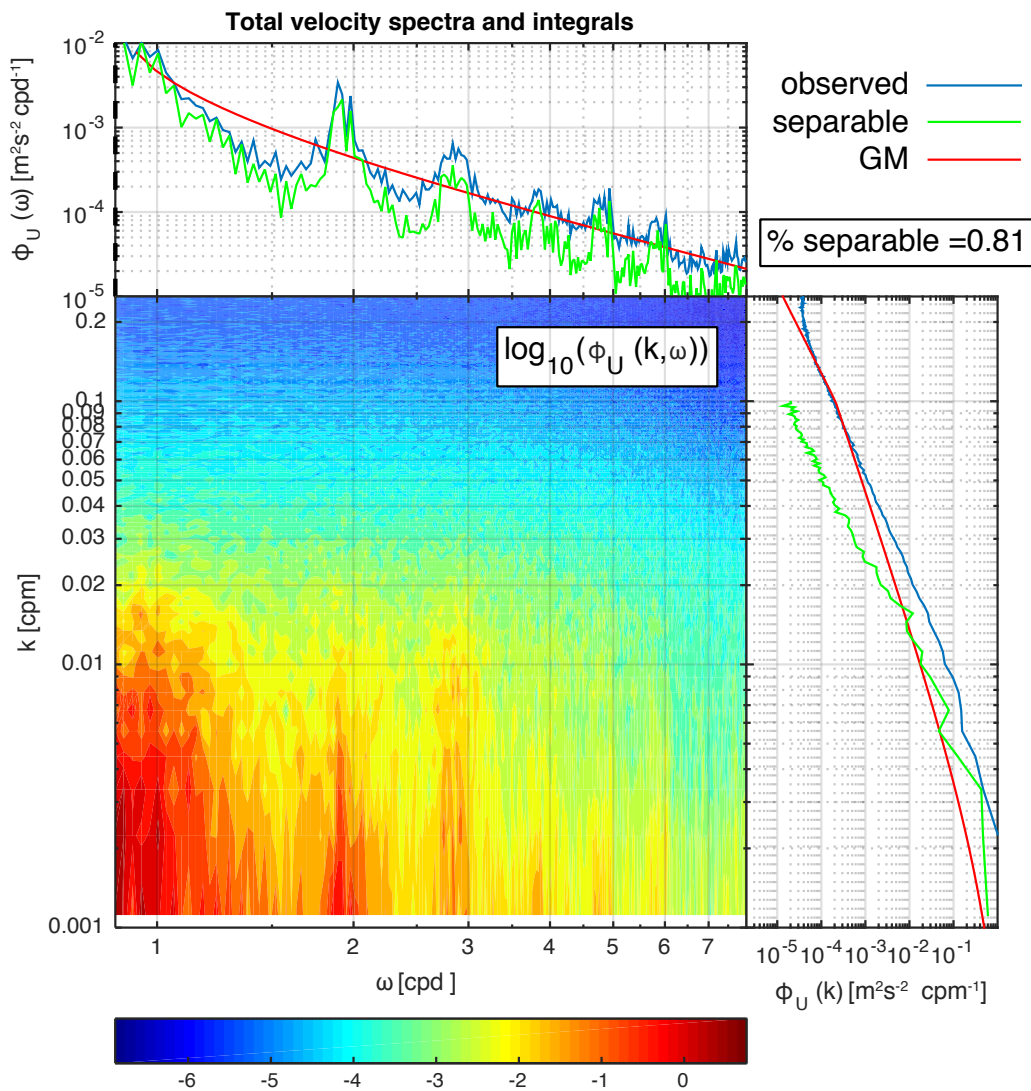 Total velocity spectra and integrals
ϕ_U (ω) [m²s⁻² cpd⁻¹]
10⁻²
10⁻³
10⁻⁴
10⁻⁵
observed
separable
GM
% separable =0.81
log₁₀(ϕ_U (k,ω))
k [cpm]
0.2
0.1
0.09
0.08
0.07
0.06
0.05
0.04
0.03
0.02
0.01
0.001
1 2 3 4 5 6 7
ω [cpd ]
10⁻⁵ 10⁻⁴ 10⁻³ 10⁻² 10⁻¹
ϕ_U (k) [m²s⁻² cpm⁻¹]
-6 -5 -4 -3 -2 -1 0